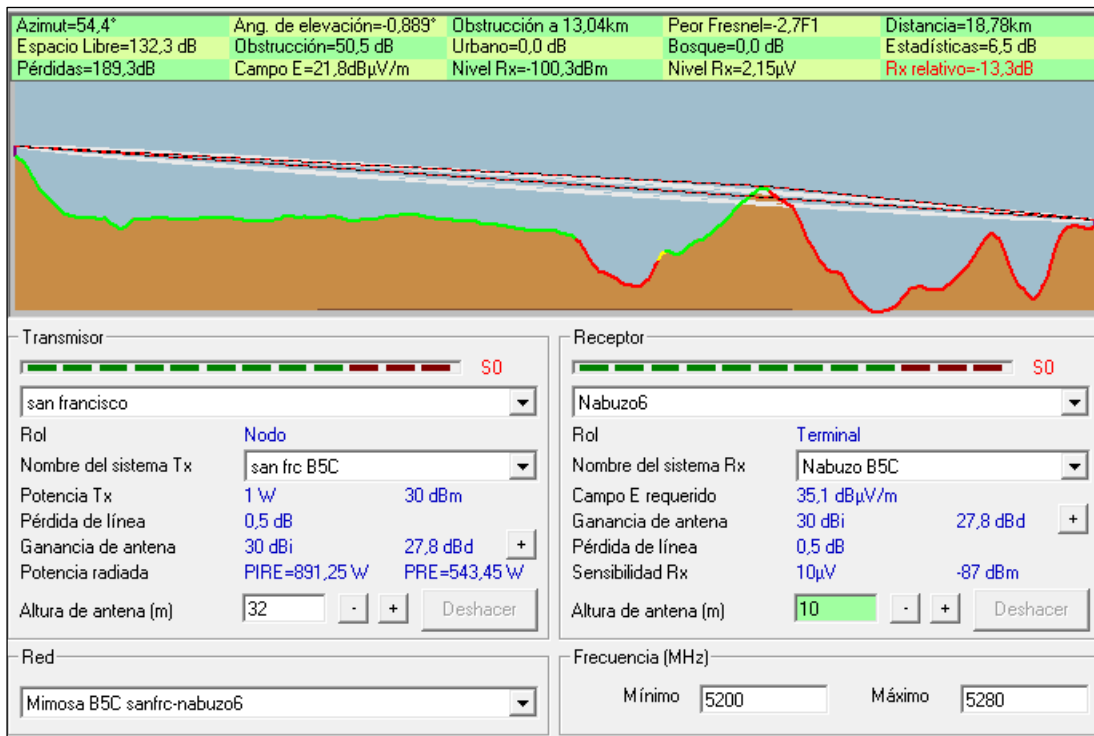 Azimut=54,4° Ang. de elevación=-0,889° Obstrucción a 13,04km Peor Fresnel=-2,7F1 Distancia=18,78km
Espacio Libre=132,3 dB Obstrucción=50,5 dB Urbano=0,0 dB Bosque=0,0 dB Estadísticas=6,5 dB
Pérdidas=189,3dB Campo E=21,8dBµV/m Nivel Rx=-100,3dBm Nivel Rx=2,15µV Rx relativo=-13,3dB
Transmisor
S0
san francisco
Rol Nodo
Nombre del sistema Tx san frc B5C
Potencia Tx 1 W 30 dBm
Pérdida de línea 0,5 dB
Ganancia de antena 30 dBi 27,8 dBd +
Potencia radiada PIRE=891,25 W PRE=543,45 W
Altura de antena (m) 32 - + Deshacer
Receptor
S0
Nabuzo6
Rol Terminal
Nombre del sistema Rx Nabuzo B5C
Campo E requerido 35,1 dBµV/m
Ganancia de antena 30 dBi 27,8 dBd +
Pérdida de línea 0,5 dB
Sensibilidad Rx 10µV -87 dBm
Altura de antena (m) 10 - + Deshacer
Red
Mimosa B5C sanfrc-nabuzo6
Frecuencia (MHz)
Mínimo 5200 Máximo 5280